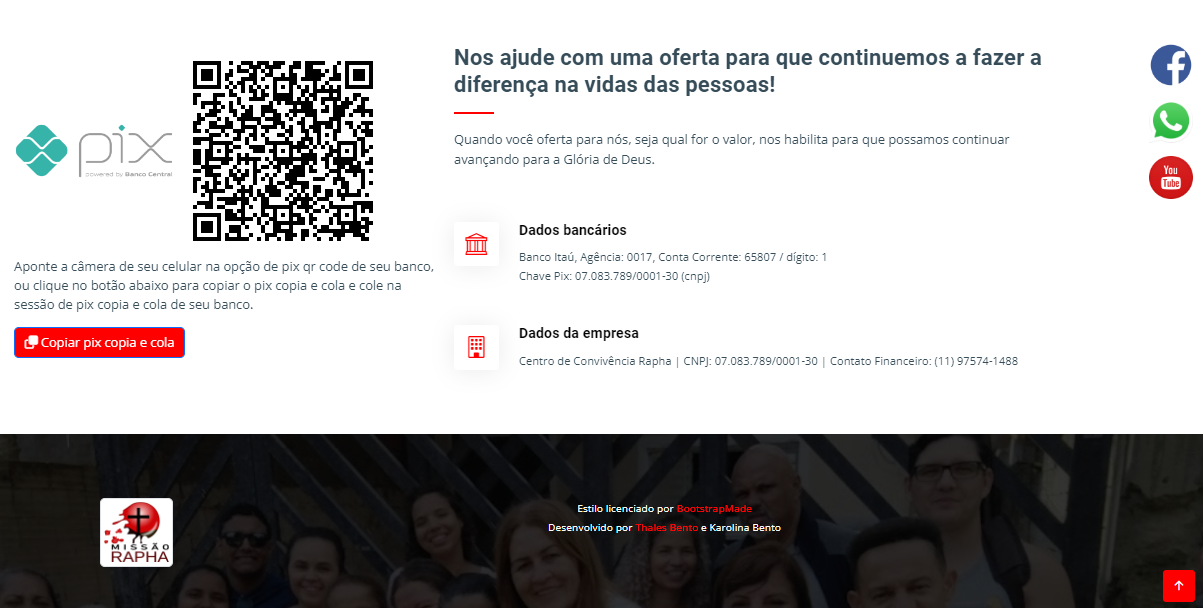 pix
powered by Banco Central
Aponte a câmera de seu celular na opção de pix qr code de seu banco,
ou clique no botão abaixo para copiar o pix copia e cola e cole na
sessão de pix copia e cola de seu banco.
Copiar pix copia e cola
Nos ajude com uma oferta para que continuemos a fazer a
diferença na vidas das pessoas!
Quando você oferta para nós, seja qual for o valor, nos habilita para que possamos continuar
avançando para a Glória de Deus.
Dados bancários
Banco Itaú, Agência: 0017, Conta Corrente: 65807 / dígito: 1
Chave Pix: 07.083.789/0001-30 (cnpj)
Dados da empresa
Centro de Convivência Rapha | CNPJ: 07.083.789/0001-30 | Contato Financeiro: (11) 97574-1488
You
Tube
MISSÃO
RAPHA
Estilo licenciado por BootstrapMade
Desenvolvido por Thales Bento e Karolina Bento